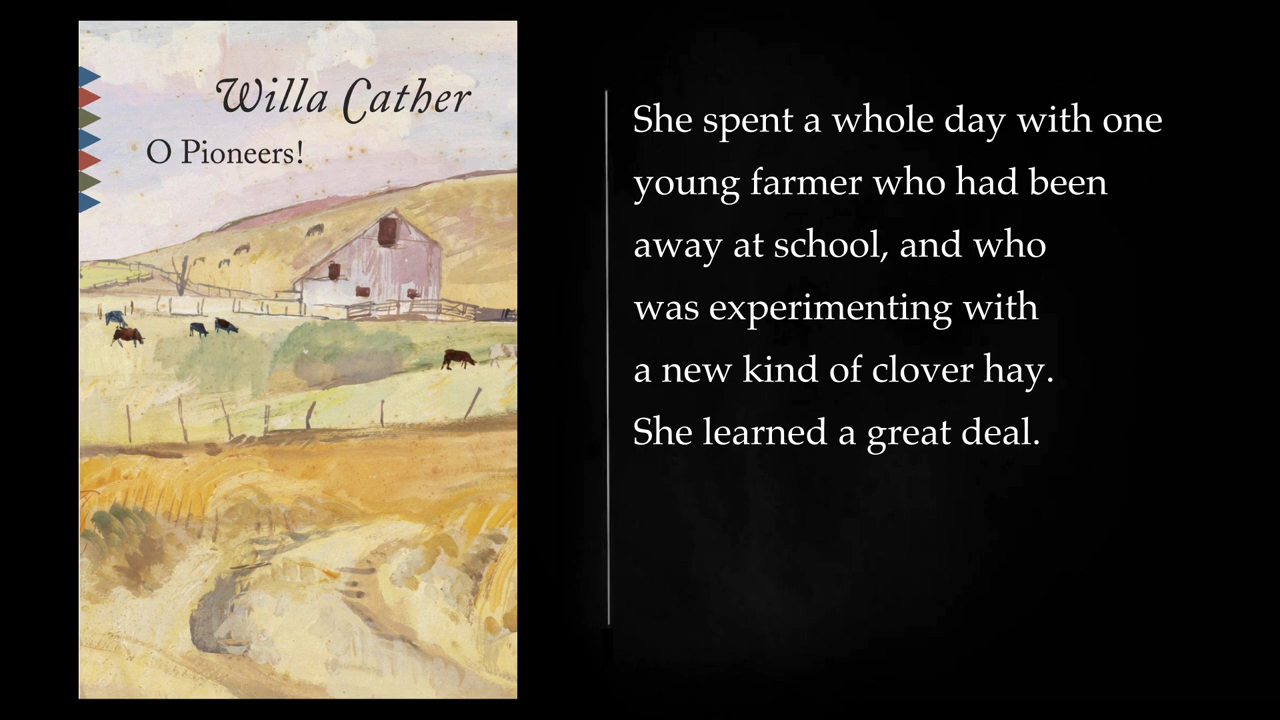 Willa Cather
O Pioneers!
She spent a whole day with one
young farmer who had been
away at school, and who
was experimenting with
a new kind of clover hay.
She learned a great deal.